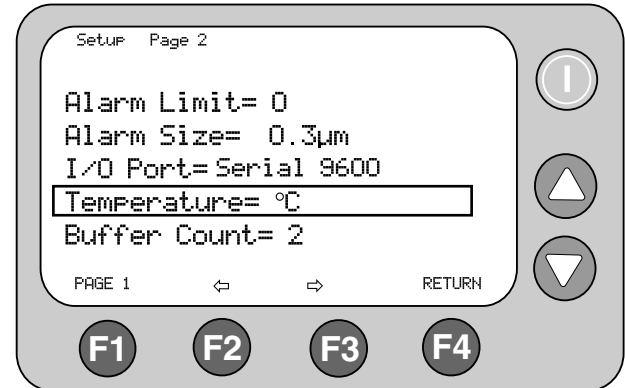 Setup Page 2
Alarm Limit= 0
Alarm Size= 0.3µm
I/O Port= Serial 9600
Temperature= °C
Buffer Count= 2
PAGE 1 ⇦ ⇨ RETURN
F1 F2 F3 F4